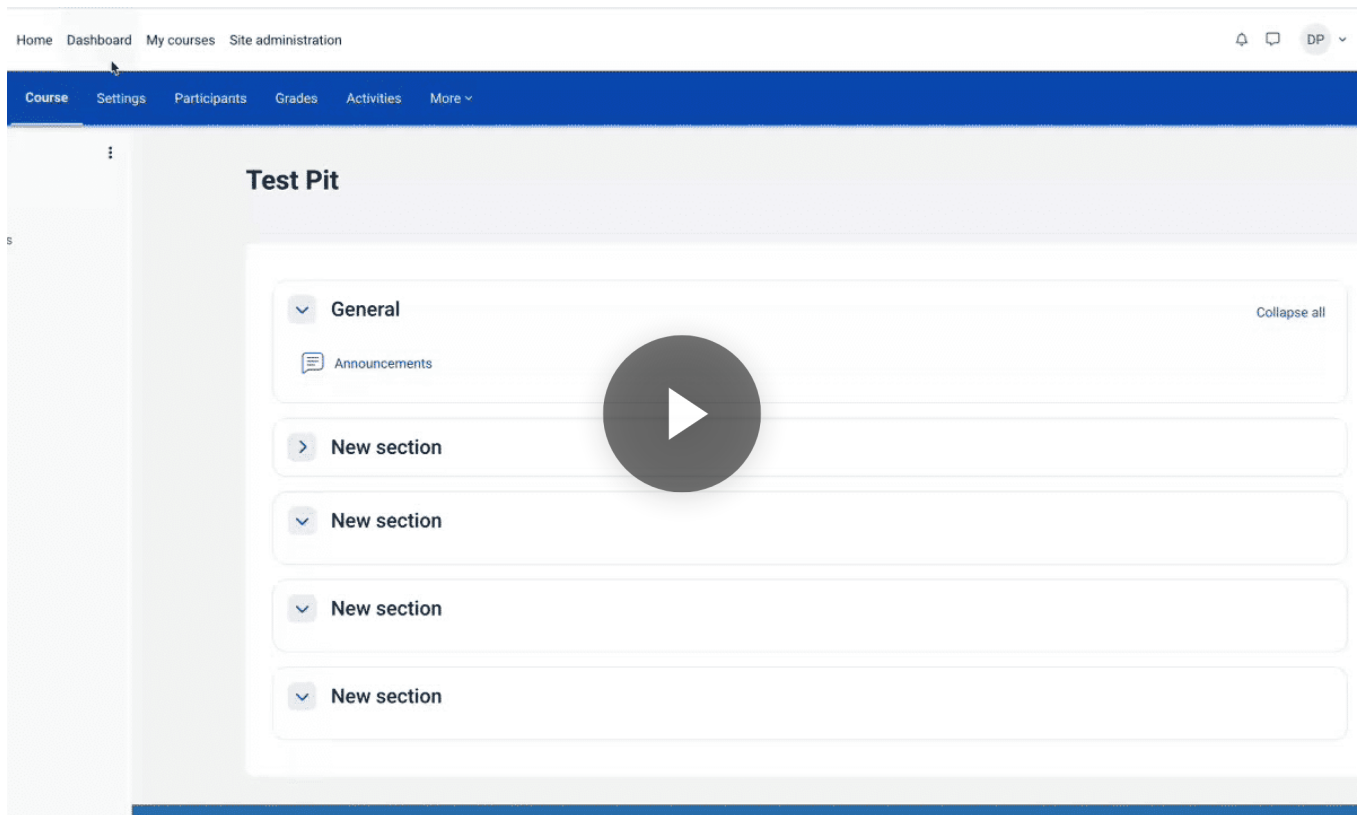 Home Dashboard My courses Site administration DP
Course Settings Participants Grades Activities More
s
Test Pit
General Collapse all
Announcements
New section
New section
New section
New section